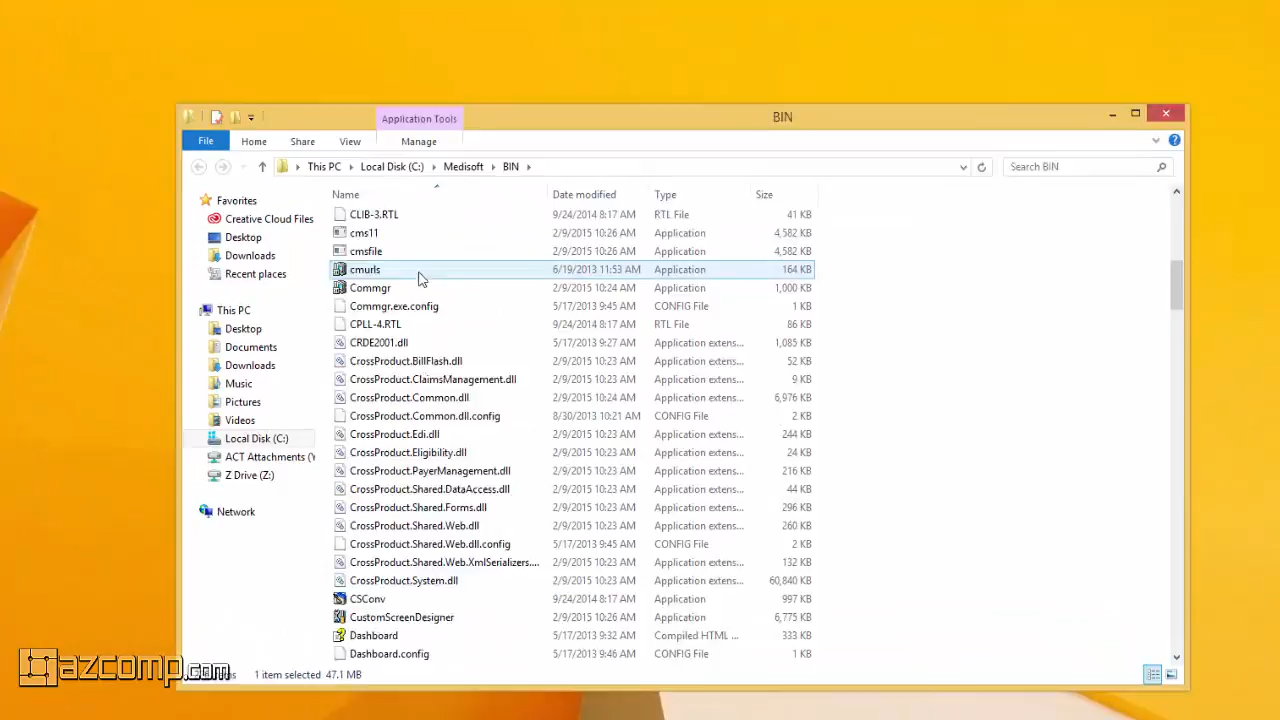 Application Tools
BIN
File
Home
Share
View
Manage
This PC
Local Disk (C:)
Medisoft
BIN
Search BIN
Favorites
Creative Cloud Files
Desktop
Downloads
Recent places
This PC
Desktop
Documents
Downloads
Music
Pictures
Videos
Local Disk (C:)
ACT Attachments (Y
Z Drive (Z:)
Network
Name Date modified Type Size
CLIB-3.RTL 9/24/2014 8:17 AM RTL File 41 KB
cms11 2/9/2015 10:26 AM Application 4,582 KB
cmsfile 2/9/2015 10:26 AM Application 4,582 KB
cmurls 6/19/2013 11:53 AM Application 164 KB
Commgr 2/9/2015 10:24 AM Application 1,000 KB
Commgr.exe.config 5/17/2013 9:27 AM CONFIG File 1 KB
CPLL-4.RTL 9/24/2014 8:17 AM RTL File 86 KB
CRDE2001.dll 5/17/2013 9:27 AM Application extens... 1,085 KB
CrossProduct.BillFlash.dll 2/9/2015 10:23 AM Application extens... 52 KB
CrossProduct.ClaimsManagement.dll 2/9/2015 10:23 AM Application extens... 9 KB
CrossProduct.Common.dll 2/9/2015 10:24 AM Application extens... 6,976 KB
CrossProduct.Common.dll.config 8/30/2013 10:21 AM CONFIG File 2 KB
CrossProduct.Edi.dll 2/9/2015 10:23 AM Application extens... 244 KB
CrossProduct.Eligibility.dll 2/9/2015 10:23 AM Application extens... 24 KB
CrossProduct.PayerManagement.dll 2/9/2015 10:23 AM Application extens... 216 KB
CrossProduct.Shared.DataAccess.dll 2/9/2015 10:23 AM Application extens... 44 KB
CrossProduct.Shared.Forms.dll 2/9/2015 10:23 AM Application extens... 296 KB
CrossProduct.Shared.Web.dll 2/9/2015 10:23 AM Application extens... 260 KB
CrossProduct.Shared.Web.dll.config 5/17/2013 9:45 AM CONFIG File 2 KB
CrossProduct.Shared.Web.XmlSerializers.... 2/9/2015 10:23 AM Application extens... 132 KB
CrossProduct.System.dll 2/9/2015 10:23 AM Application extens... 60,840 KB
CSConv 9/24/2014 8:17 AM Application 997 KB
CustomScreenDesigner 2/9/2015 10:26 AM Application 6,775 KB
Dashboard 5/17/2013 9:32 AM Compiled HTML ... 333 KB
Dashboard.config 5/17/2013 9:46 AM CONFIG File 1 KB
azcomp.com
1 item selected 47.1 MB